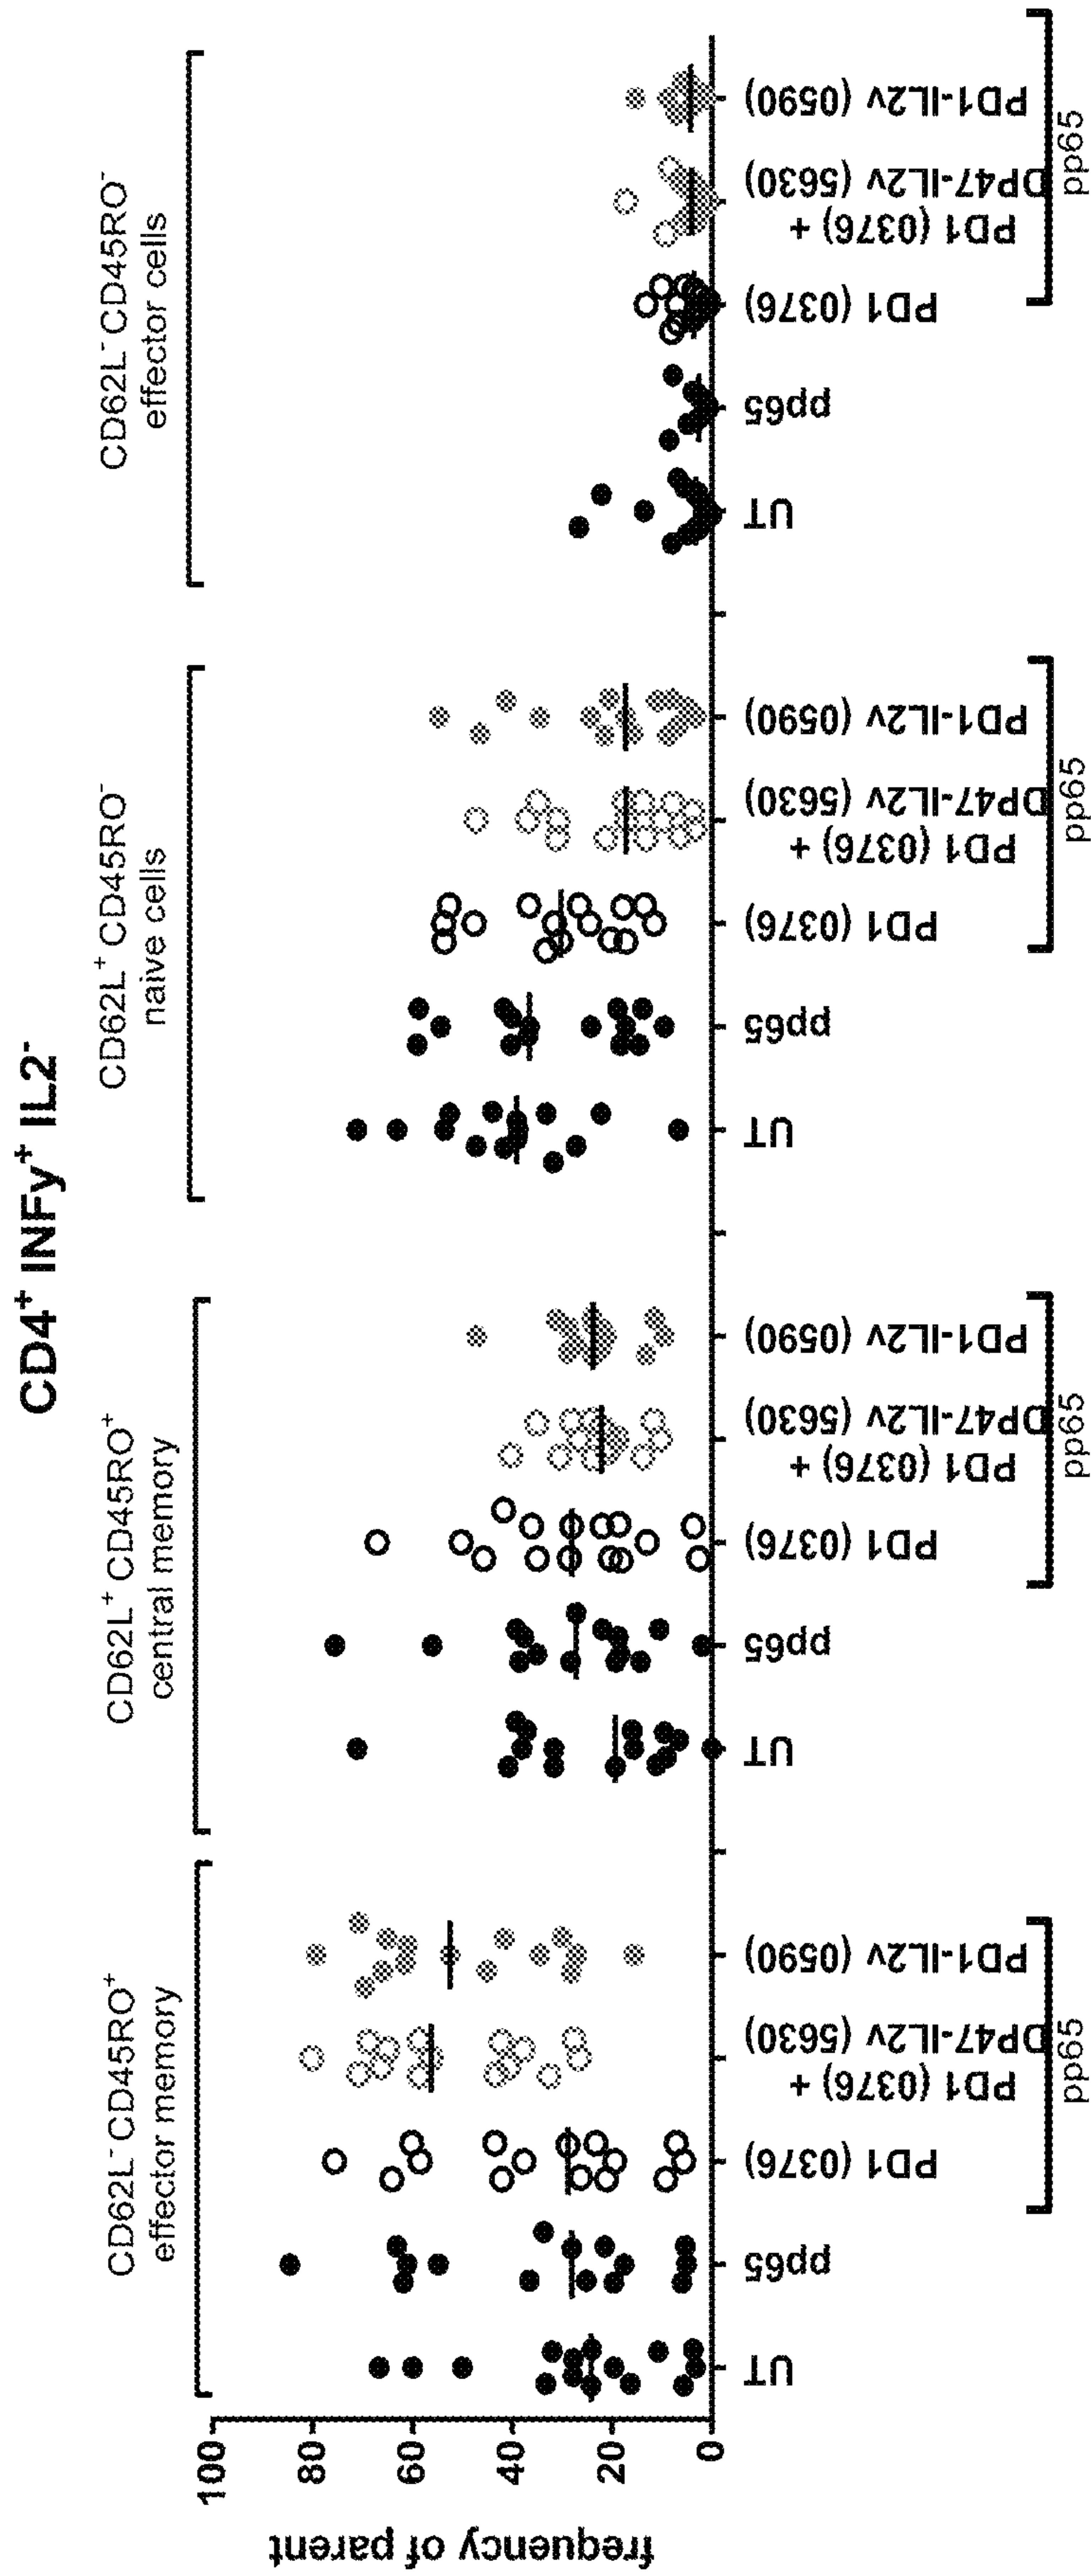 CD4⁺ INFy⁺ IL2⁻
CD62L⁻ CD45RO⁺
effector memory
CD62L⁺ CD45RO⁺
central memory
CD62L⁺ CD45RO⁻
naive cells
CD62L⁻ CD45RO⁻
effector cells
frequency of parent
100
80
60
40
20
0
UT
pp65
PD1 (0376)
PD1 (0376) +
DP47-IL2v (5630)
PD1-IL2v (0590)
pp65
UT
pp65
PD1 (0376)
PD1 (0376) +
DP47-IL2v (5630)
PD1-IL2v (0590)
pp65
UT
pp65
PD1 (0376)
PD1 (0376) +
DP47-IL2v (5630)
PD1-IL2v (0590)
pp65
UT
pp65
PD1 (0376)
PD1 (0376) +
DP47-IL2v (5630)
PD1-IL2v (0590)
pp65